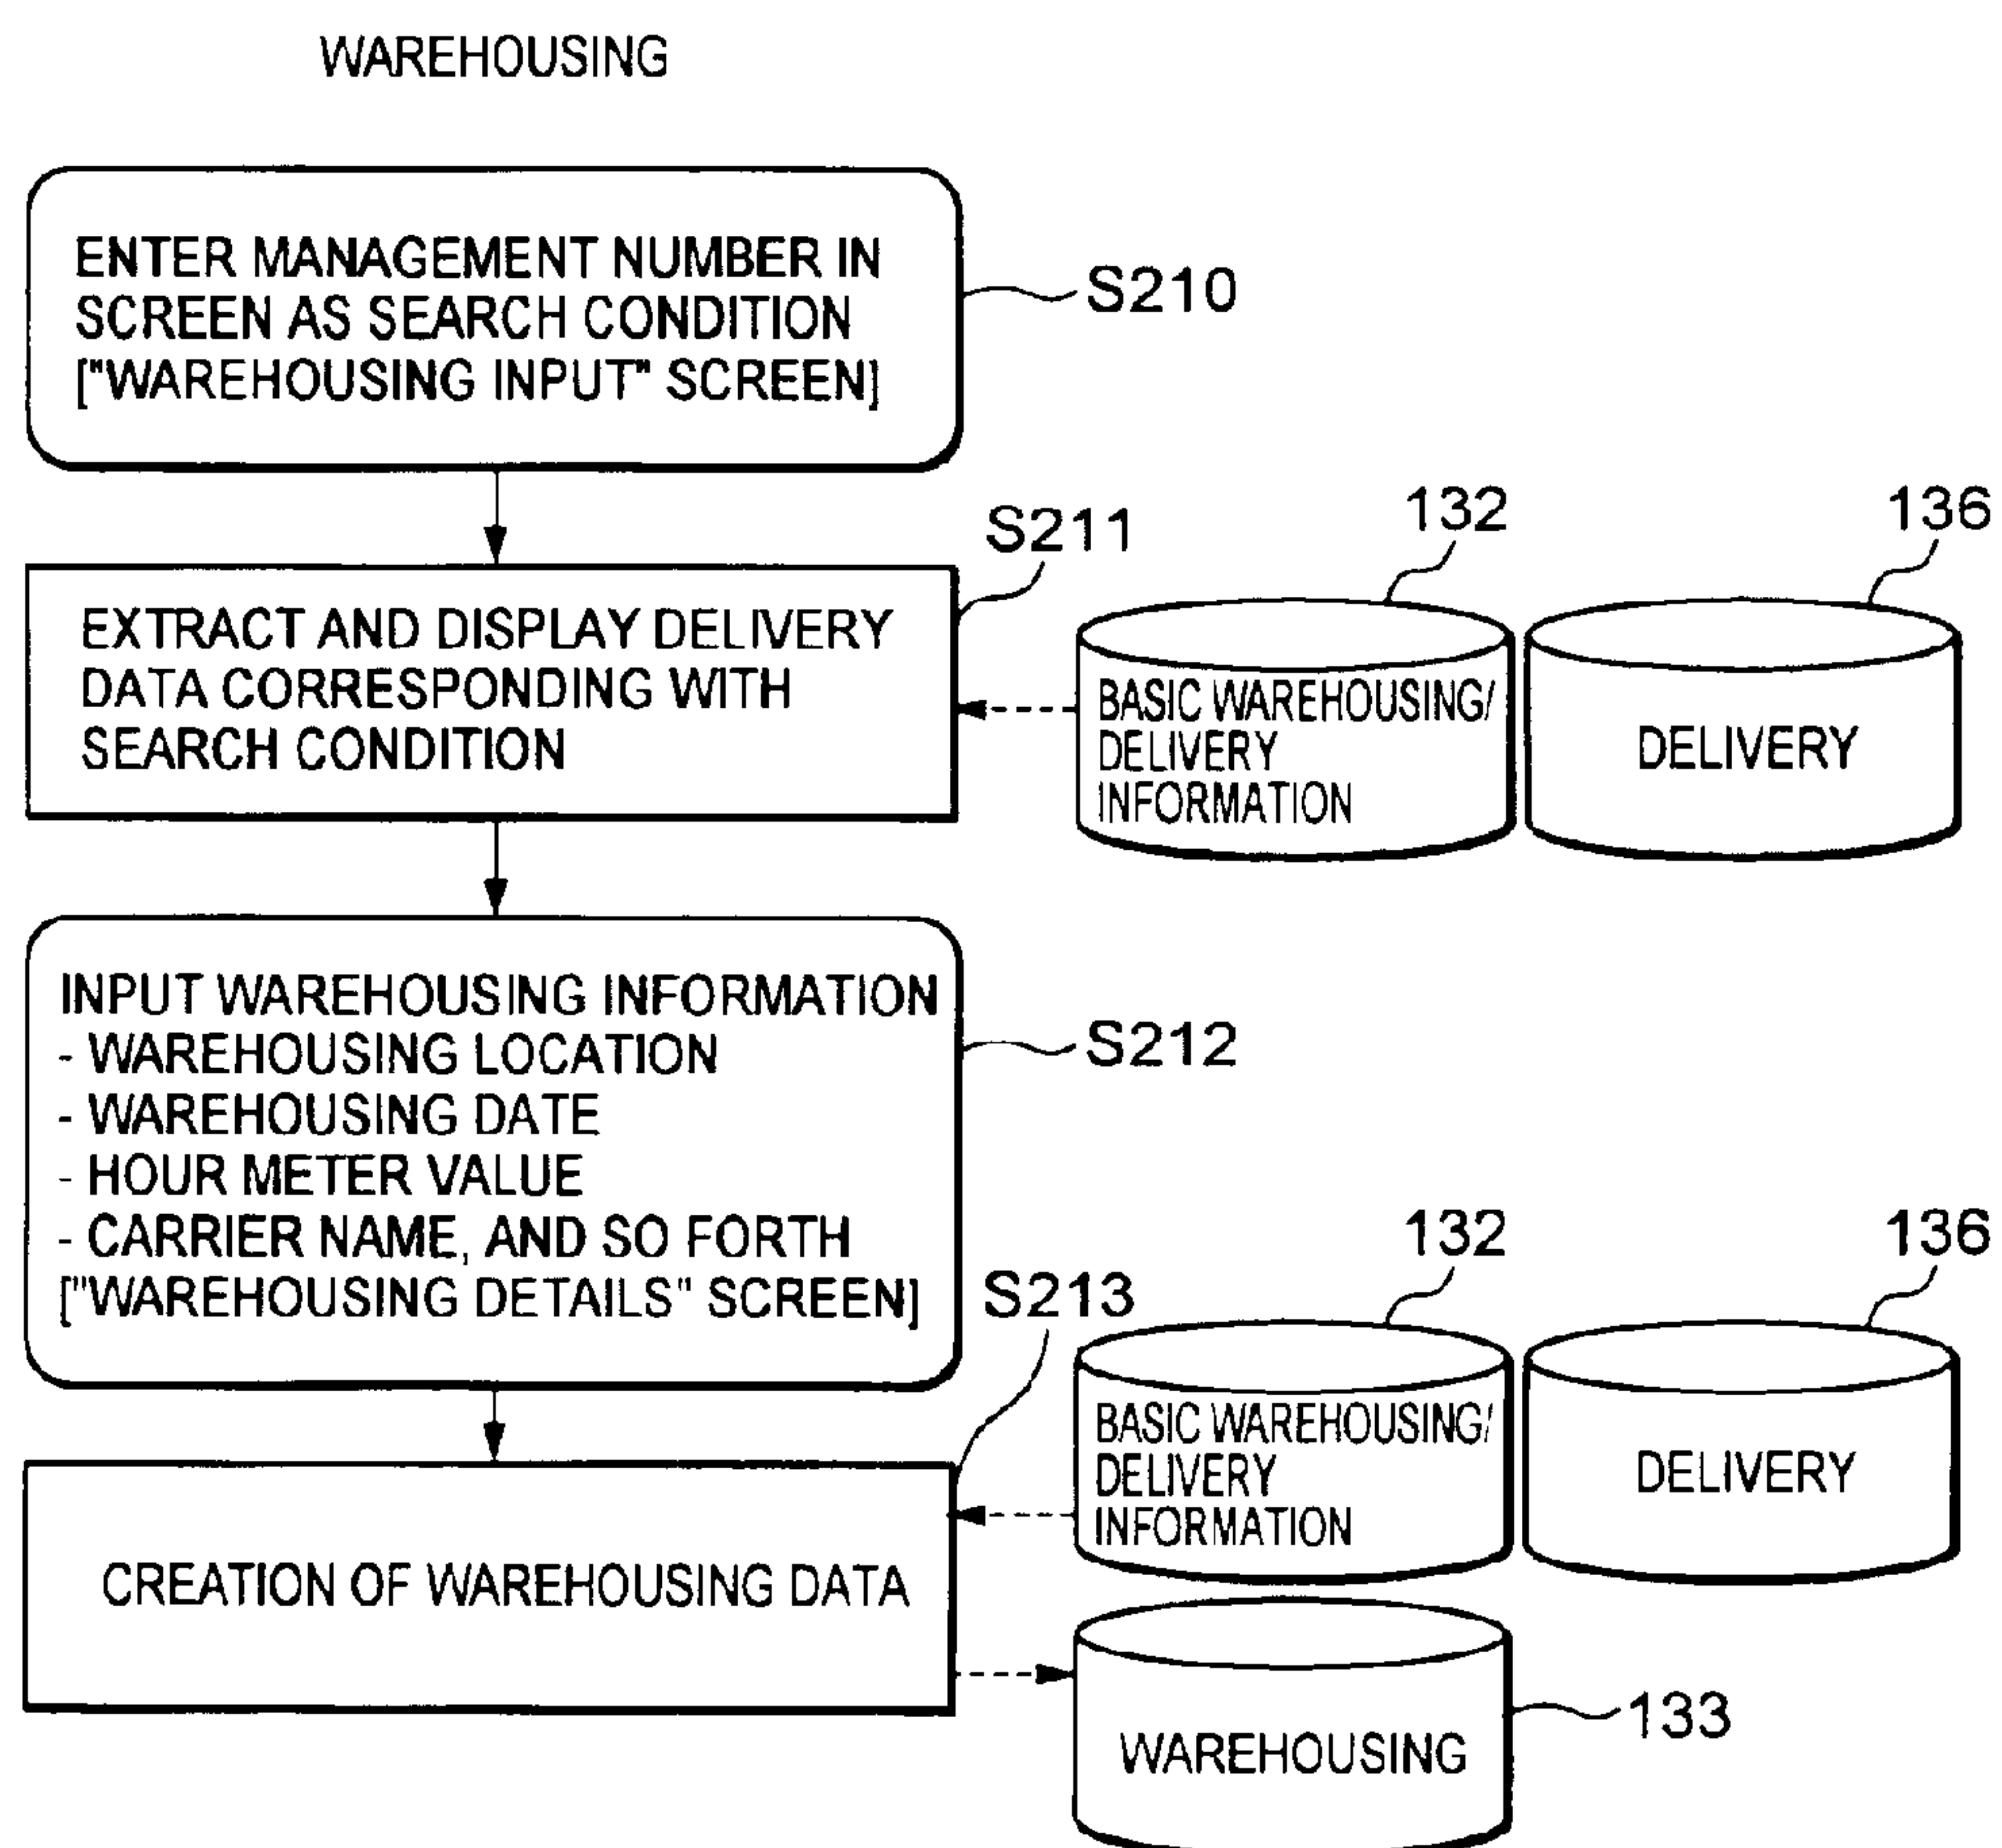 WAREHOUSING
ENTER MANAGEMENT NUMBER IN
SCREEN AS SEARCH CONDITION
["WAREHOUSING INPUT" SCREEN]
S210
S211
132
136
EXTRACT AND DISPLAY DELIVERY
DATA CORRESPONDING WITH
SEARCH CONDITION
BASIC WAREHOUSING/
DELIVERY
INFORMATION
DELIVERY
INPUT WAREHOUSING INFORMATION
- WAREHOUSING LOCATION
- WAREHOUSING DATE
- HOUR METER VALUE
- CARRIER NAME, AND SO FORTH
["WAREHOUSING DETAILS" SCREEN]
S212
S213
132
136
BASIC WAREHOUSING/
DELIVERY
INFORMATION
DELIVERY
CREATION OF WAREHOUSING DATA
WAREHOUSING
133